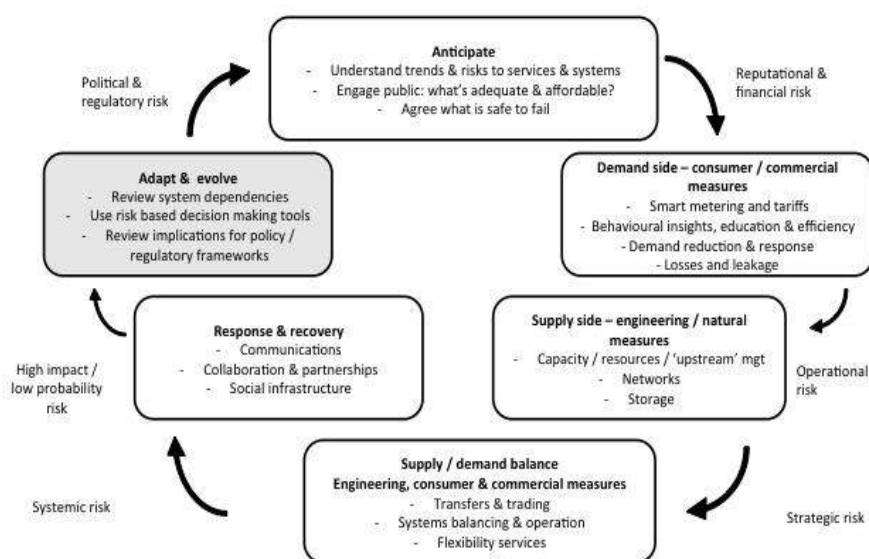 Anticipate
- Understand trends & risks to services & systems
- Engage public: what's adequate & affordable?
- Agree what is safe to fail
Reputational &
financial risk
Demand side – consumer / commercial
measures
- Smart metering and tariffs
- Behavioural insights, education & efficiency
- Demand reduction & response
- Losses and leakage
Operational
risk
Supply side – engineering / natural
measures
- Capacity / resources / 'upstream' mgt
- Networks
- Storage
Strategic risk
Supply / demand balance
Engineering, consumer & commercial measures
- Transfers & trading
- Systems balancing & operation
- Flexibility services
Systemic risk
Response & recovery
- Communications
- Collaboration & partnerships
- Social infrastructure
High impact /
low probability
risk
Adapt & evolve
- Review system dependencies
- Use risk based decision making tools
- Review implications for policy /
regulatory frameworks
Political &
regulatory risk